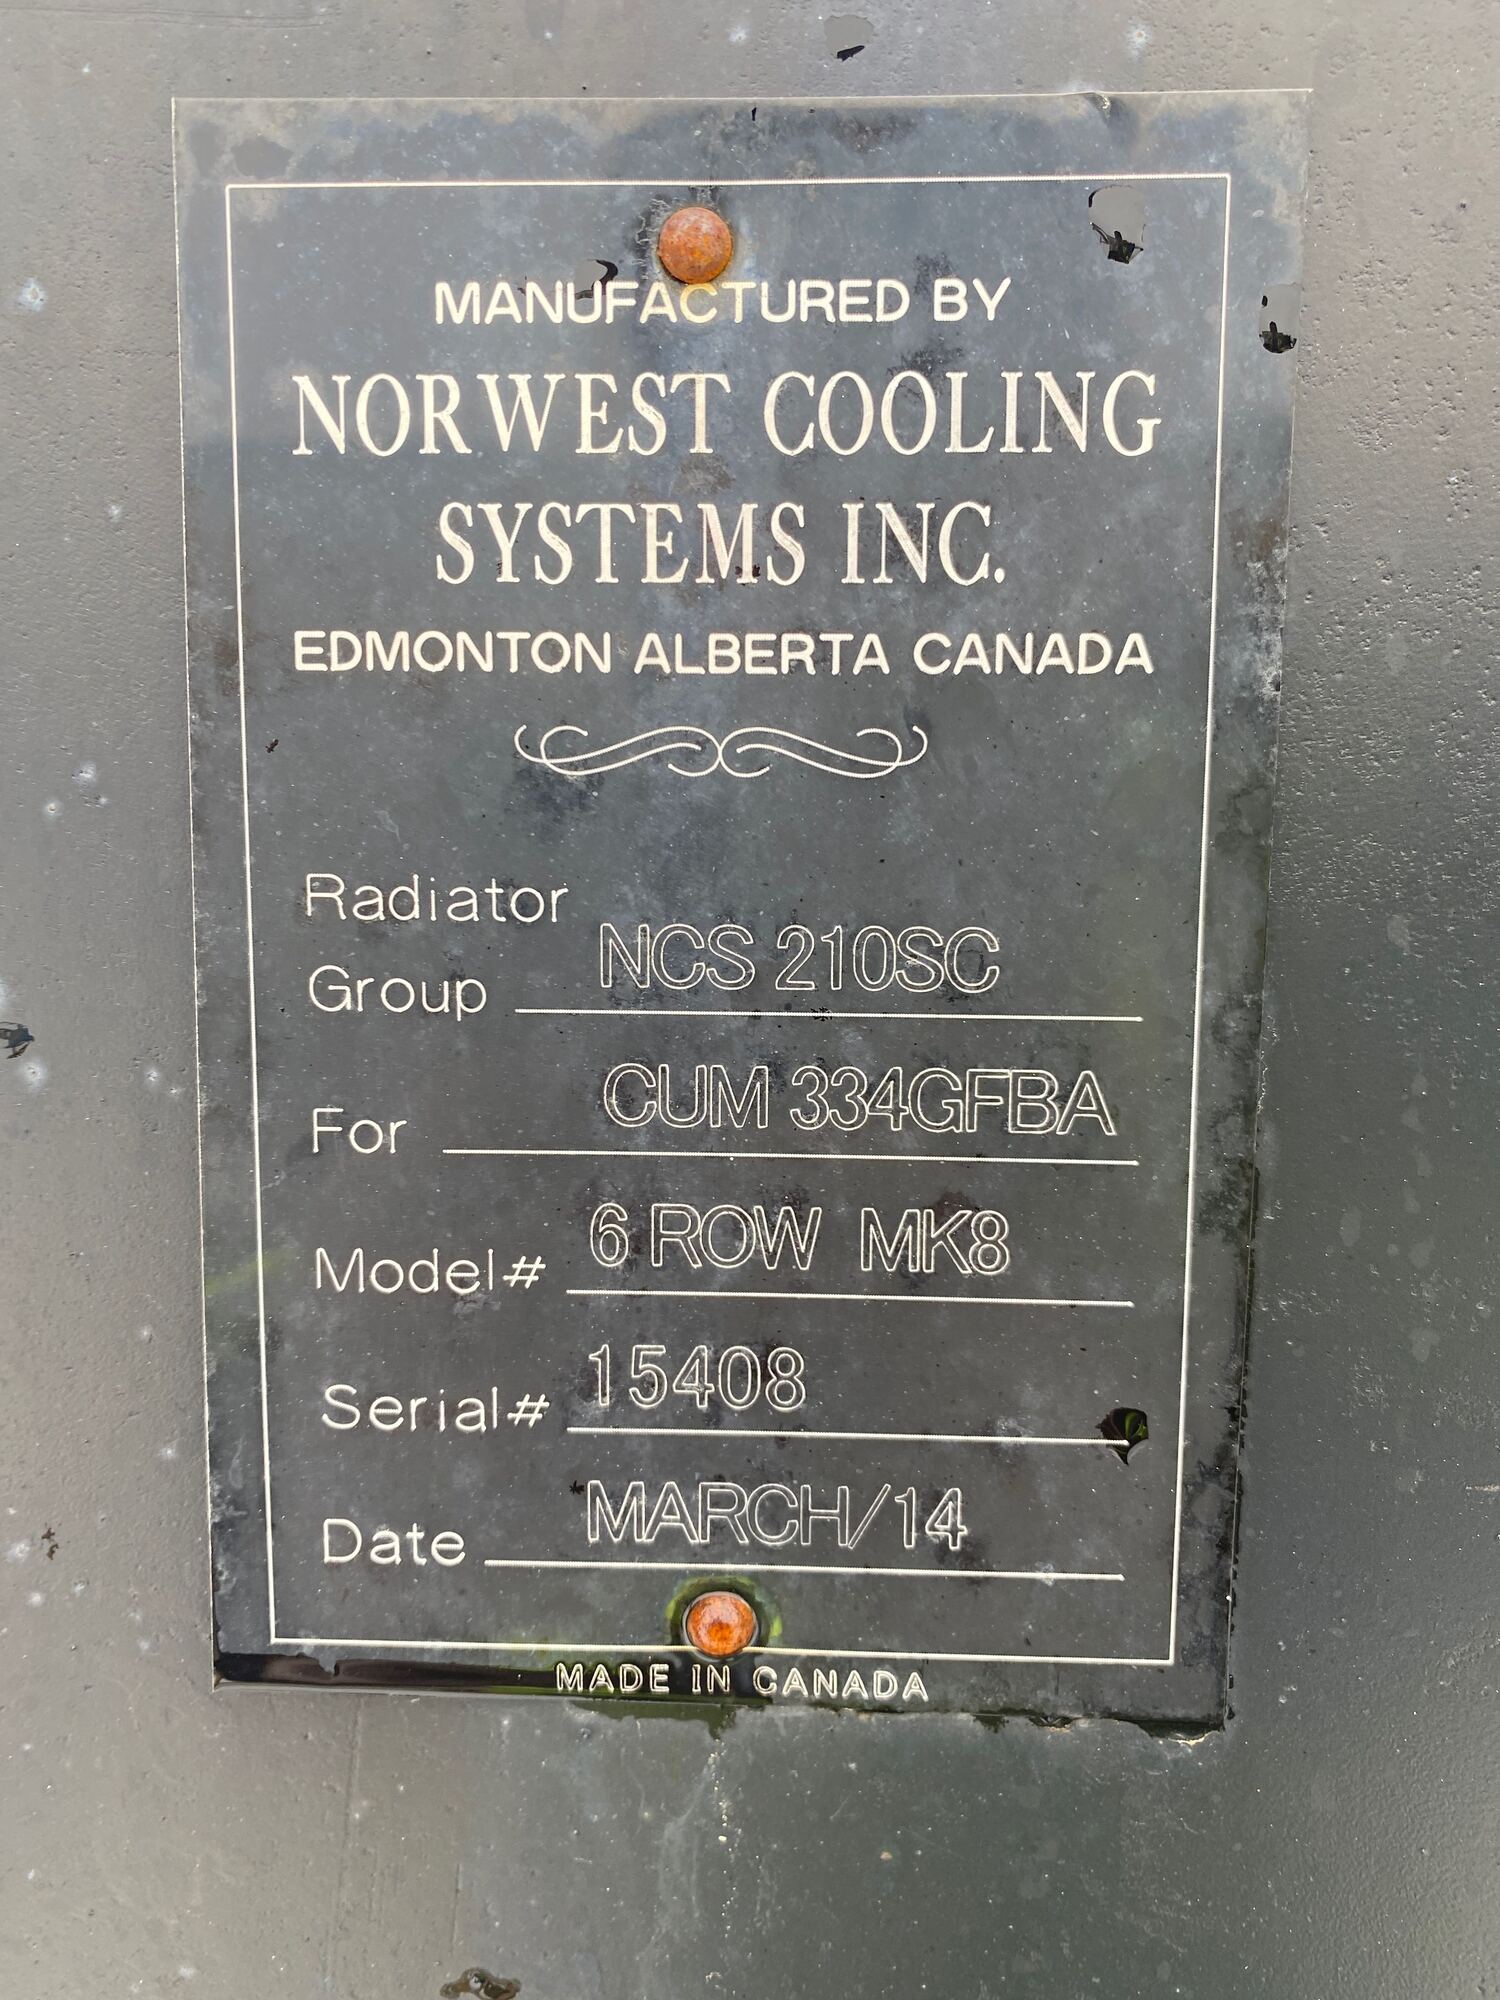 MANUFACTURED BY
NORWEST COOLING
SYSTEMS INC.
EDMONTON ALBERTA CANADA
Radiator
Group NCS 210SC
For CUM 334GFBA
Model# 6 ROW MK8
Serial# 15408
Date MARCH/14
MADE IN CANADA